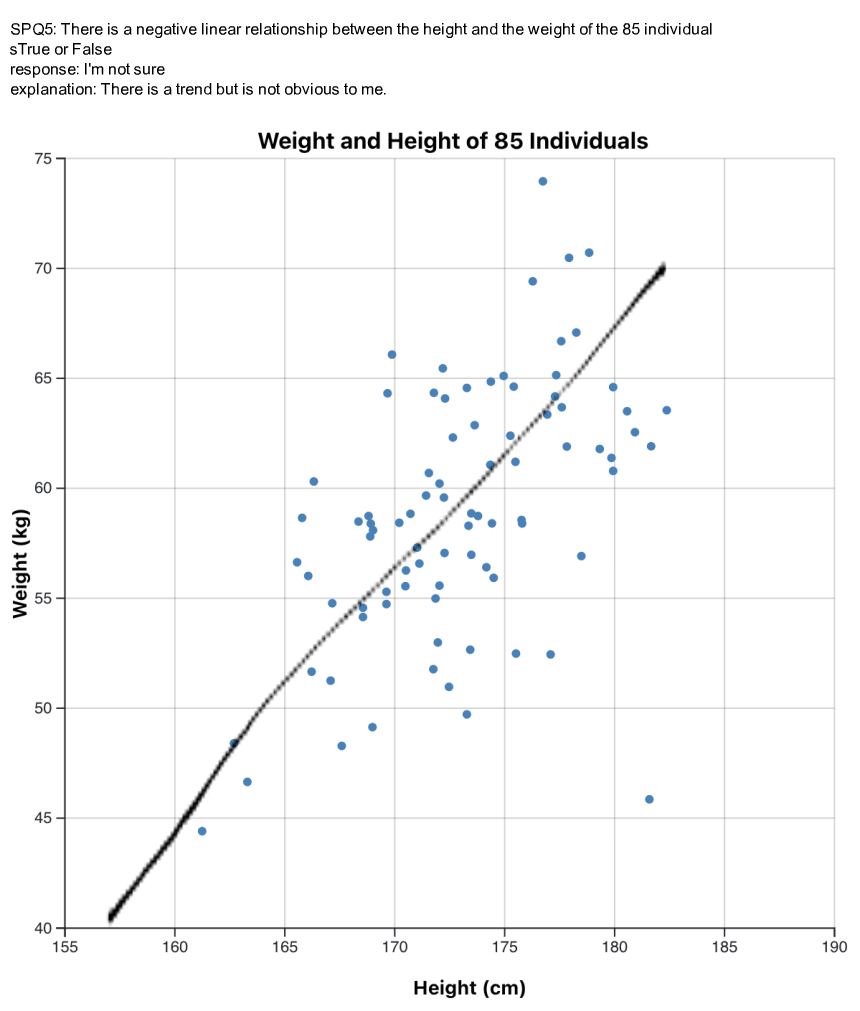 SPQ5: There is a negative linear relationship between the height and the weight of the 85 individual
sTrue or False
response: I'm not sure
explanation: There is a trend but is not obvious to me.
Weight and Height of 85 Individuals
75
70
65
60
55
50
45
40
Weight (kg)
155 160 165 170 175 180 185 190
Height (cm)